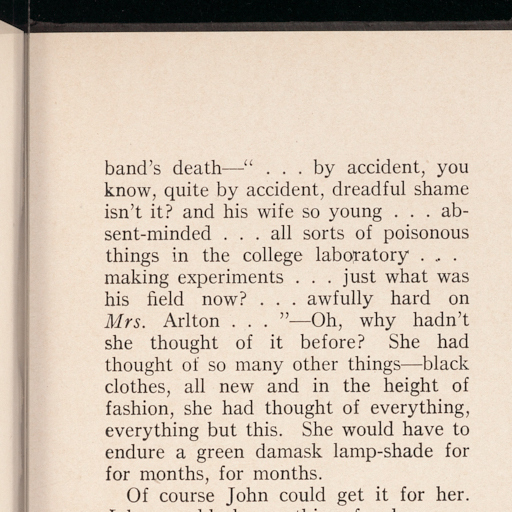 band's death—“ . . . by accident, you
know, quite by accident, dreadful shame
isn't it? and his wife so young . . . ab-
sent-minded . . . all sorts of poisonous
things in the college laboratory . . .
making experiments . . . just what was
his field now? . . . awfully hard on
Mrs. Arlton . . . ”—Oh, why hadn't
she thought of it before? She had
thought of so many other things—black
clothes, all new and in the height of
fashion, she had thought of everything,
everything but this. She would have to
endure a green damask lamp-shade for
for months, for months.
Of course John could get it for her.